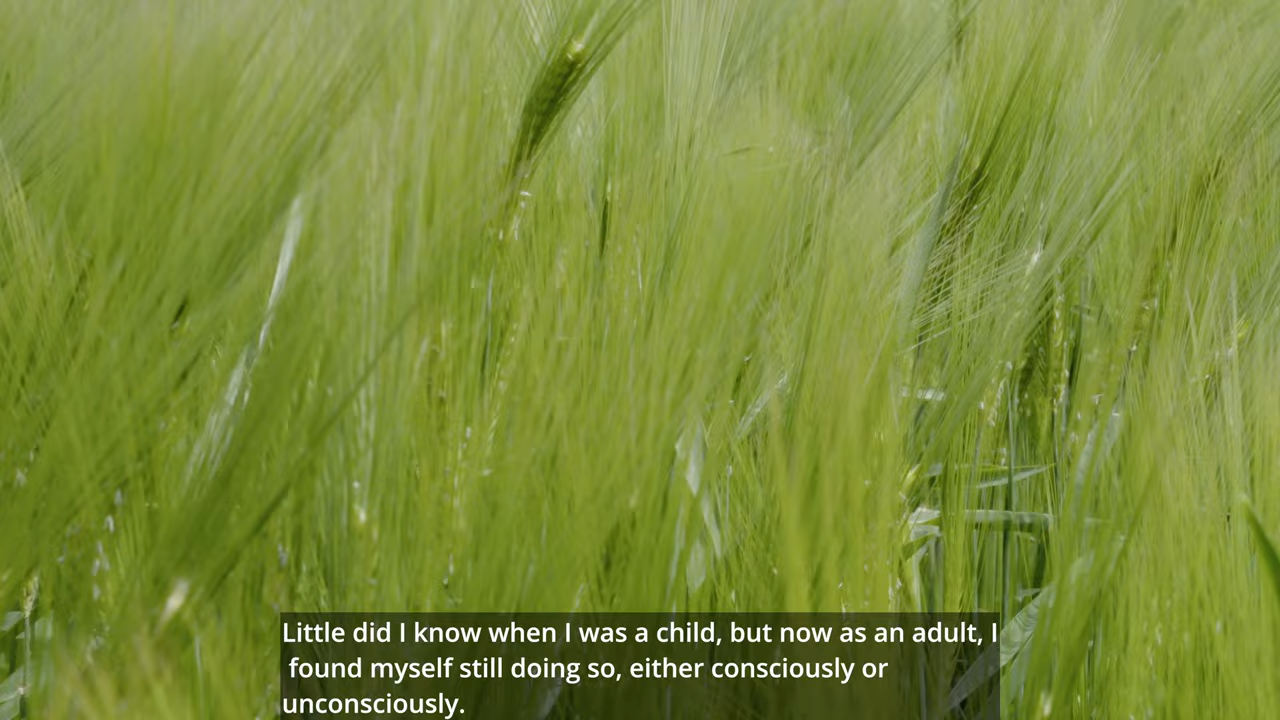 Little did I know when I was a child, but now as an adult, I
found myself still doing so, either consciously or
unconsciously.